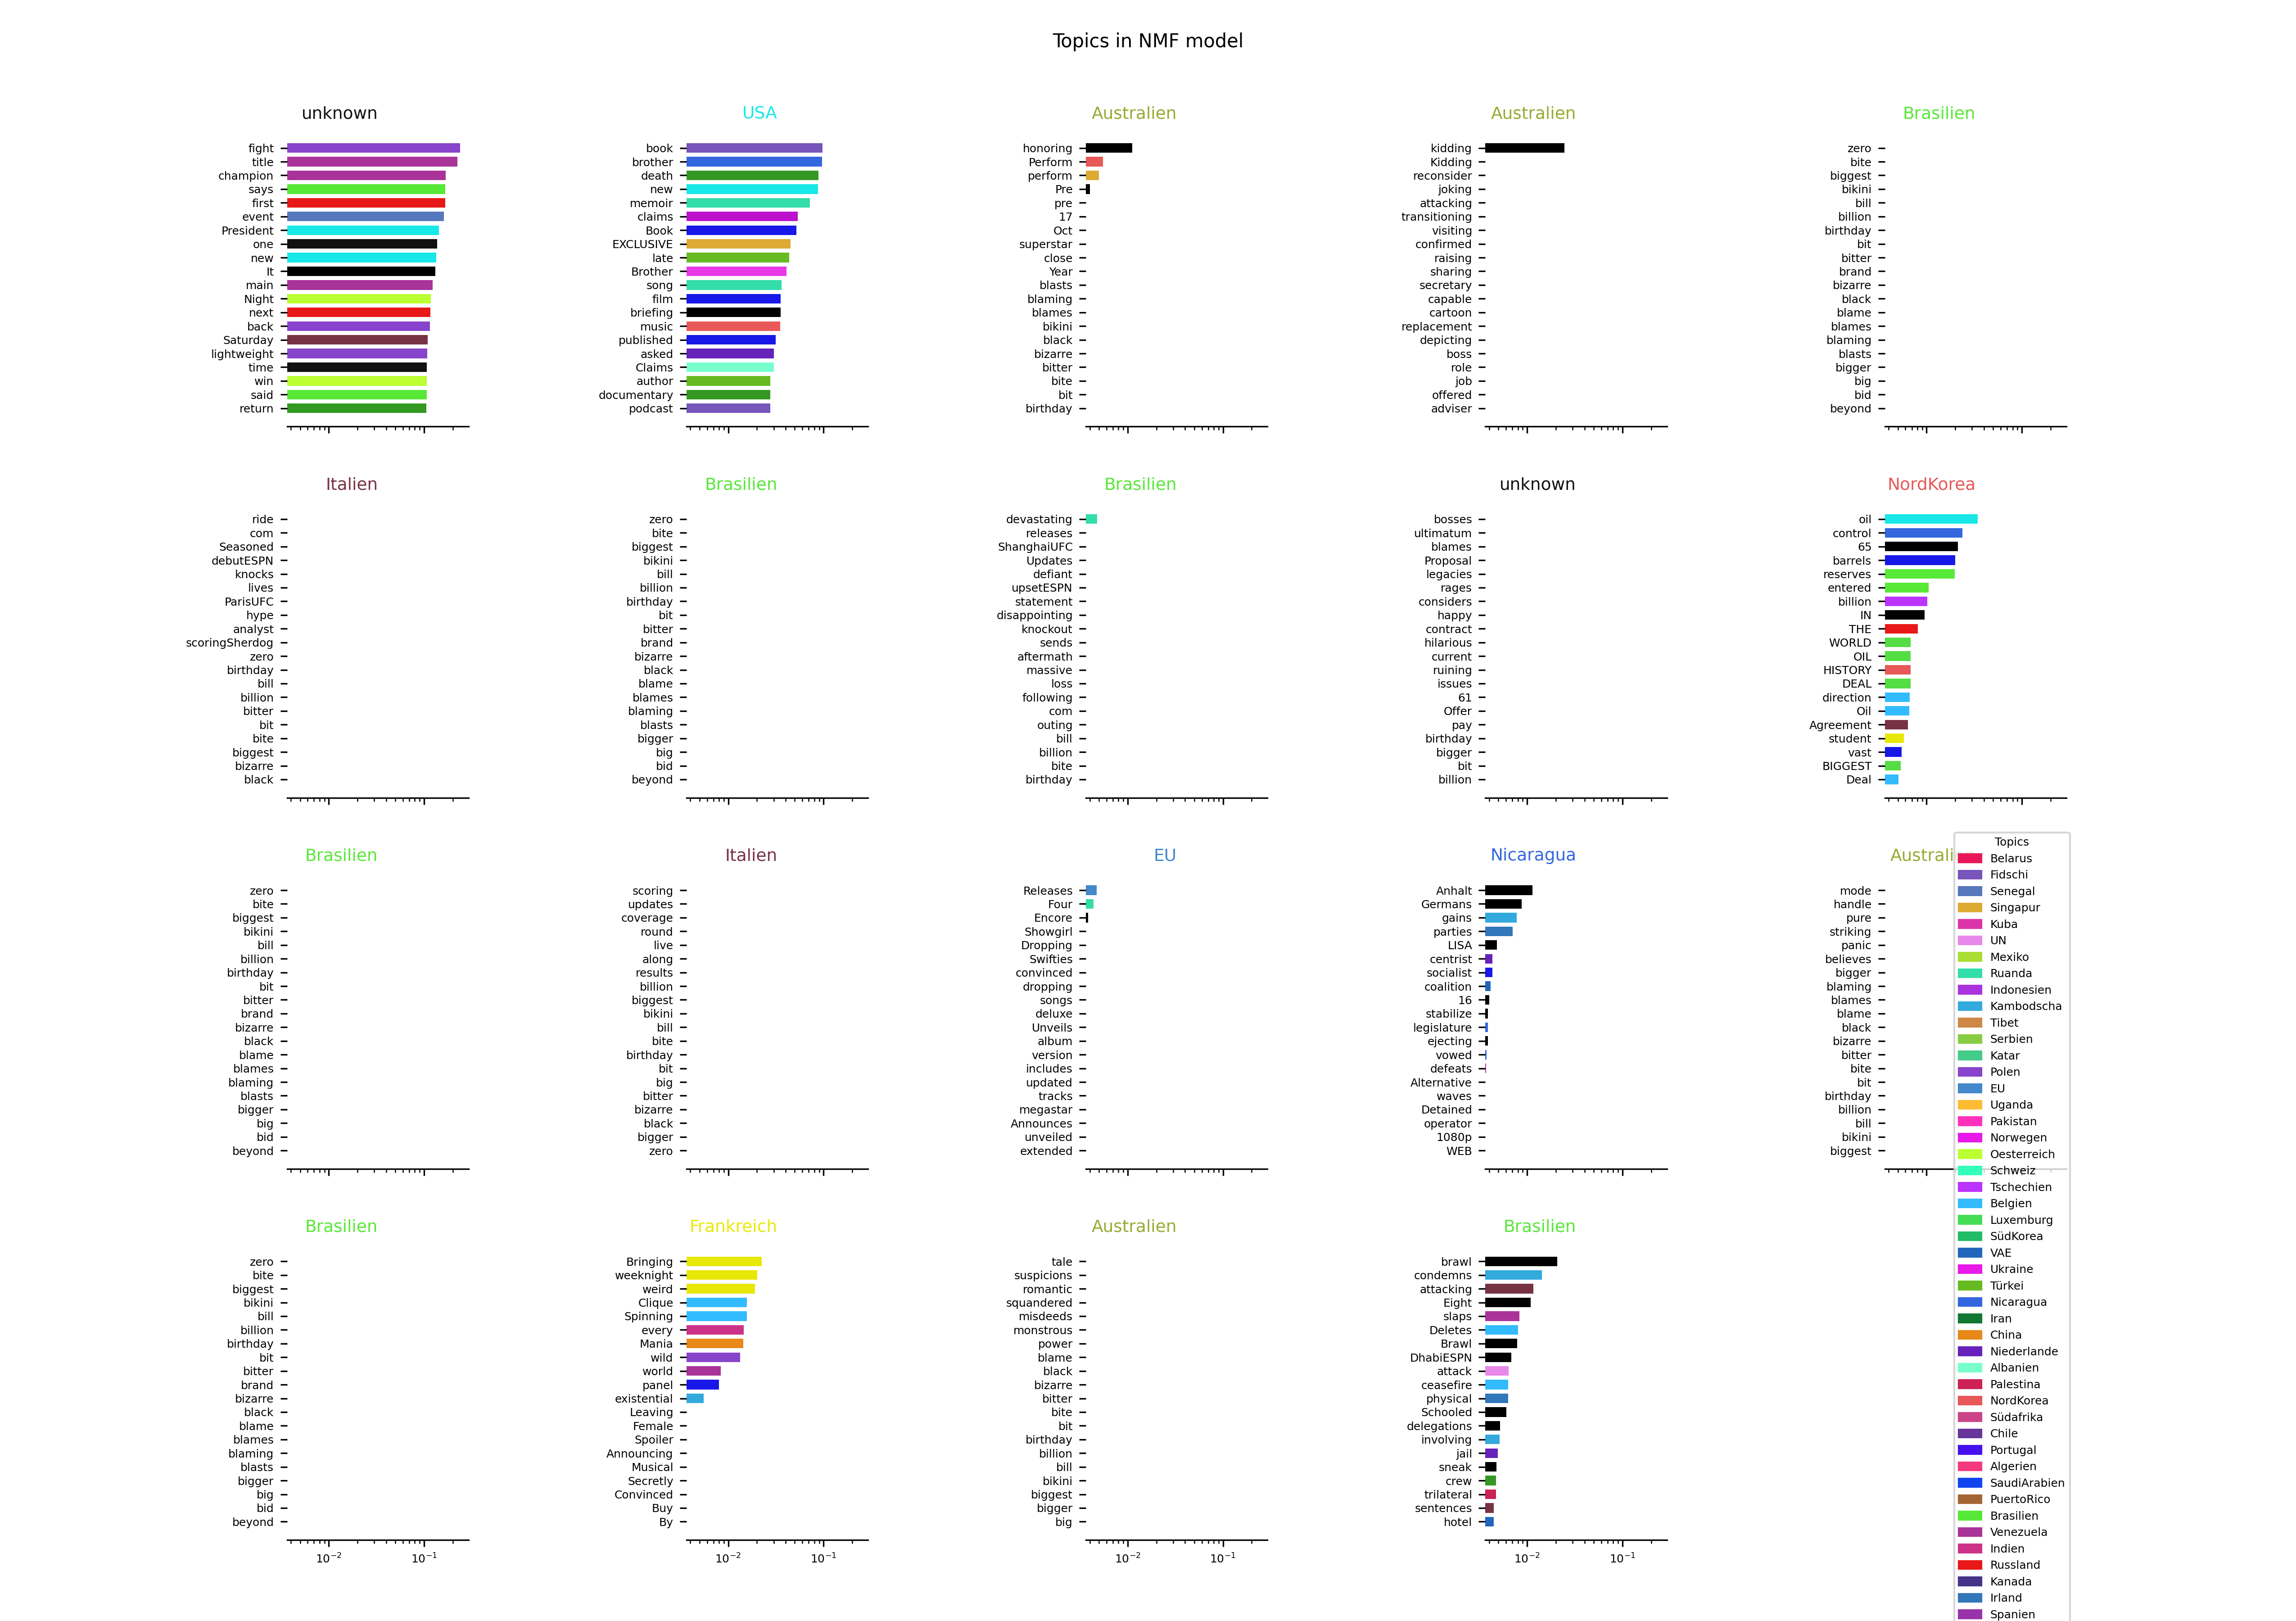 Topics in NMF model
unknown
fight
title
champion
says
first
event
President
one
new
It
main
Night
next
back
Saturday
lightweight
time
win
said
return
USA
book
brother
death
new
memoir
claims
Book
EXCLUSIVE
late
Brother
song
film
briefing
music
published
asked
Claims
author
documentary
podcast
Australien
honoring
Perform
perform
Pre
pre
17
Oct
superstar
close
Year
blasts
blaming
blames
bikini
black
bizarre
bitter
bite
bit
birthday
Australien
kidding
Kidding
reconsider
joking
attacking
transitioning
visiting
confirmed
raising
sharing
secretary
capable
cartoon
replacement
depicting
boss
role
job
offered
adviser
Brasilien
zero
bite
biggest
bikini
bill
billion
birthday
bit
bitter
brand
bizarre
black
blame
blames
blaming
blasts
bigger
big
bid
beyond
Italien
ride
com
Seasoned
debutESPN
knocks
lives
ParisUFC
hype
analyst
scoringSherdog
zero
birthday
bill
billion
bitter
bit
bite
biggest
bizarre
black
Brasilien
zero
bite
biggest
bikini
bill
billion
birthday
bit
bitter
brand
bizarre
black
blame
blames
blaming
blasts
bigger
big
bid
beyond
Brasilien
devastating
releases
ShanghaiUFC
Updates
defiant
upsetESPN
statement
disappointing
knockout
sends
aftermath
massive
loss
following
com
outing
bill
billion
bite
birthday
unknown
bosses
ultimatum
blames
Proposal
legacies
rages
considers
happy
contract
hilarious
current
ruining
issues
61
Offer
pay
birthday
bigger
bit
billion
NordKorea
oil
control
65
barrels
reserves
entered
billion
IN
THE
WORLD
OIL
HISTORY
DEAL
direction
Oil
Agreement
student
vast
BIGGEST
Deal
Brasilien
zero
bite
biggest
bikini
bill
billion
birthday
bit
bitter
brand
bizarre
black
blame
blames
blaming
blasts
bigger
big
bid
beyond
Italien
scoring
updates
coverage
round
live
along
results
billion
biggest
bikini
bill
bite
birthday
bit
big
bitter
bizarre
black
bigger
zero
EU
Releases
Four
Encore
Showgirl
Dropping
Swifties
convinced
dropping
songs
deluxe
Unveils
album
version
includes
updated
tracks
megastar
Announces
unveiled
extended
Nicaragua
Anhalt
Germans
gains
parties
LISA
centrist
socialist
coalition
16
stabilize
legislature
ejecting
vowed
defeats
Alternative
waves
Detained
operator
1080p
WEB
Australien
mode
handle
pure
striking
panic
believes
bigger
blaming
blames
blame
black
bizarre
bitter
bite
bit
birthday
billion
bill
bikini
biggest
Brasilien
zero
bite
biggest
bikini
bill
billion
birthday
bit
bitter
brand
bizarre
black
blame
blames
blaming
blasts
bigger
big
bid
beyond
10⁻² 10⁻¹
Frankreich
Bringing
weeknight
weird
Clique
Spinning
every
Mania
wild
world
panel
existential
Leaving
Female
Spoiler
Announcing
Musical
Secretly
Convinced
Buy
By
10⁻² 10⁻¹
Australien
tale
suspicions
romantic
squandered
misdeeds
monstrous
power
blame
black
bizarre
bitter
bite
bit
birthday
billion
bill
bikini
biggest
bigger
big
10⁻² 10⁻¹
Brasilien
brawl
condemns
attacking
Eight
slaps
Deletes
Brawl
DhabiESPN
attack
ceasefire
physical
Schooled
delegations
involving
jail
sneak
crew
trilateral
sentences
hotel
10⁻² 10⁻¹
Topics
Belarus
Fidschi
Senegal
Singapur
Kuba
UN
Mexiko
Ruanda
Indonesien
Kambodscha
Tibet
Serbien
Katar
Polen
EU
Uganda
Pakistan
Norwegen
Oesterreich
Schweiz
Tschechien
Belgien
Luxemburg
SüdKorea
VAE
Ukraine
Türkei
Nicaragua
Iran
China
Niederlande
Albanien
Palestina
NordKorea
Südafrika
Chile
Portugal
Algerien
SaudiArabien
PuertoRico
Brasilien
Venezuela
Indien
Russland
Kanada
Irland
Spanien